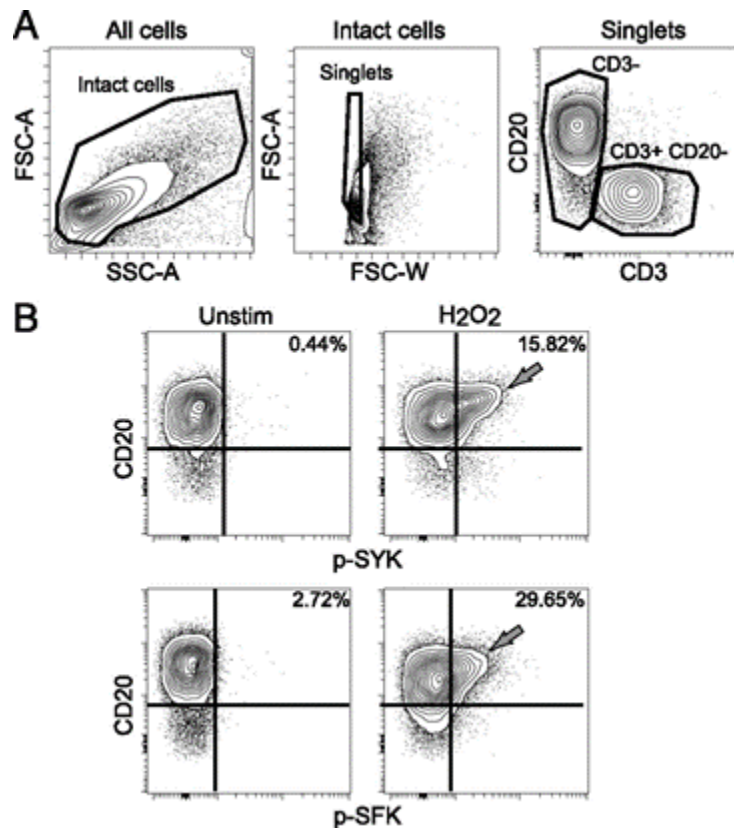 A
All cells
Intact cells
Singlets
Intact cells
Singlets
CD3-
CD3+ CD20-
FSC-A
FSC-A
CD20
SSC-A
FSC-W
CD3
B
Unstim
H2O2
0.44%
15.82%
CD20
p-SYK
2.72%
29.65%
CD20
p-SFK